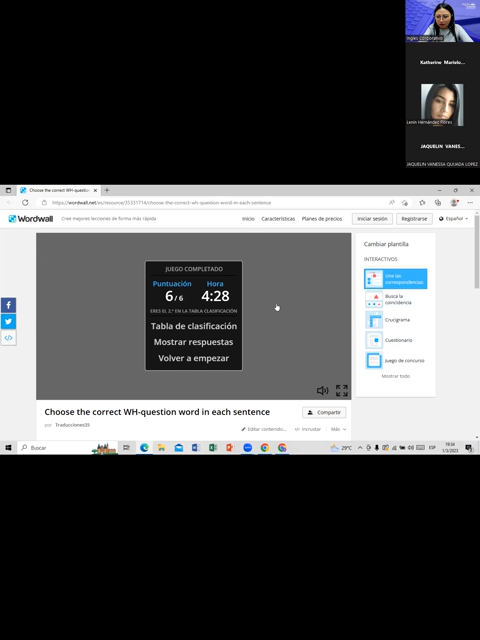 Ingles corporativo
Katherine Marielo...
Lenin Hernández Flores
JAQUELIN VANES...
JAQUELIN VANESSA QUIJADA LOPEZ
Choose the correct WH-question
https://wordwall.net/es/resource/35331714/choose-the-correct-wh-question-word-in-each-sentence
Wordwall
Cree mejores lecciones de forma más rápida
Inicio Características Planes de precios Iniciar sesión Registrarse Español
Cambiar plantilla
INTERACTIVOS
Une las correspondencias
Busca la coincidencia
Crucigrama
Cuestionario
Juego de concurso
Mostrar todo
JUEGO COMPLETADO
Puntuación Hora
6/6 4:28
ERES EL 2.° EN LA TABLA CLASIFICACIÓN
Tabla de clasificación
Mostrar respuestas
Volver a empezar
Choose the correct WH-question word in each sentence
Compartir
por Traducciones35
Editar contenido... Incrustar Más
Buscar
29°C
ESP
19:34
1/3/2023